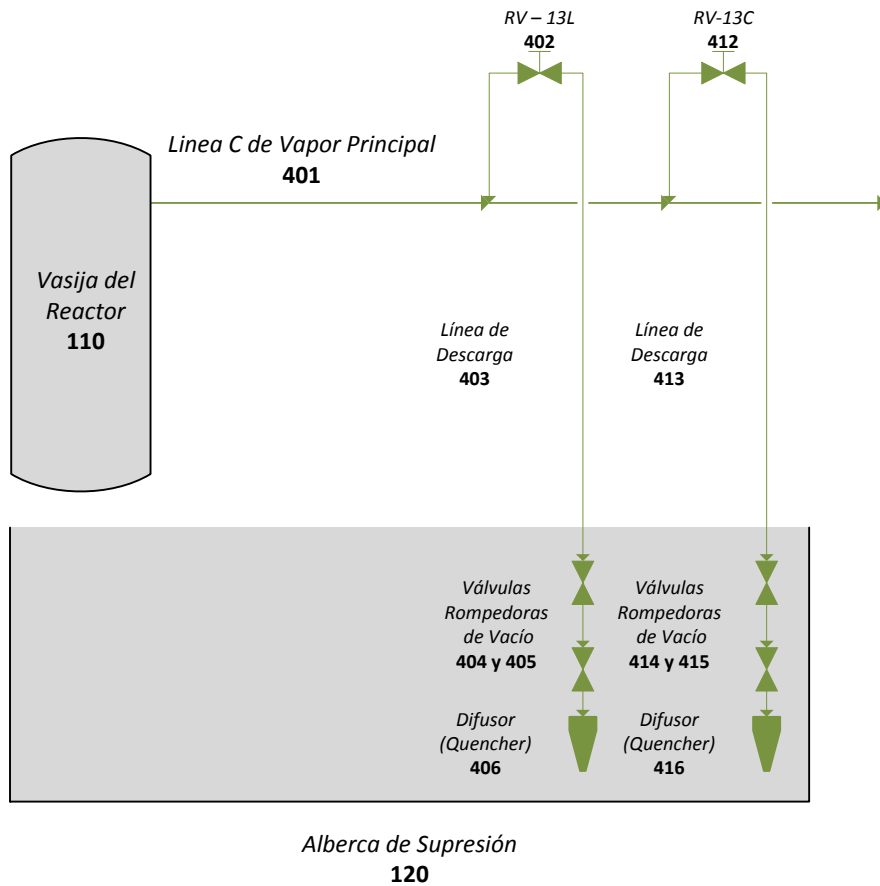 RV – 13L
402
RV-13C
412
Linea C de Vapor Principal
401
Vasija del
Reactor
110
Línea de
Descarga
403
Línea de
Descarga
413
Válvulas
Rompedoras
de Vacío
404 y 405
Válvulas
Rompedoras
de Vacío
414 y 415
Difusor
(Quencher)
406
Difusor
(Quencher)
416
Alberca de Supresión
120